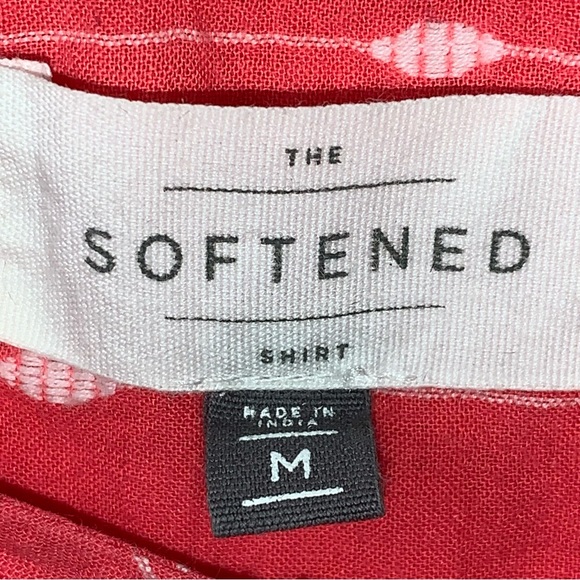 THE
SOFTENED
SHIRT
MADE IN
INDIA
M